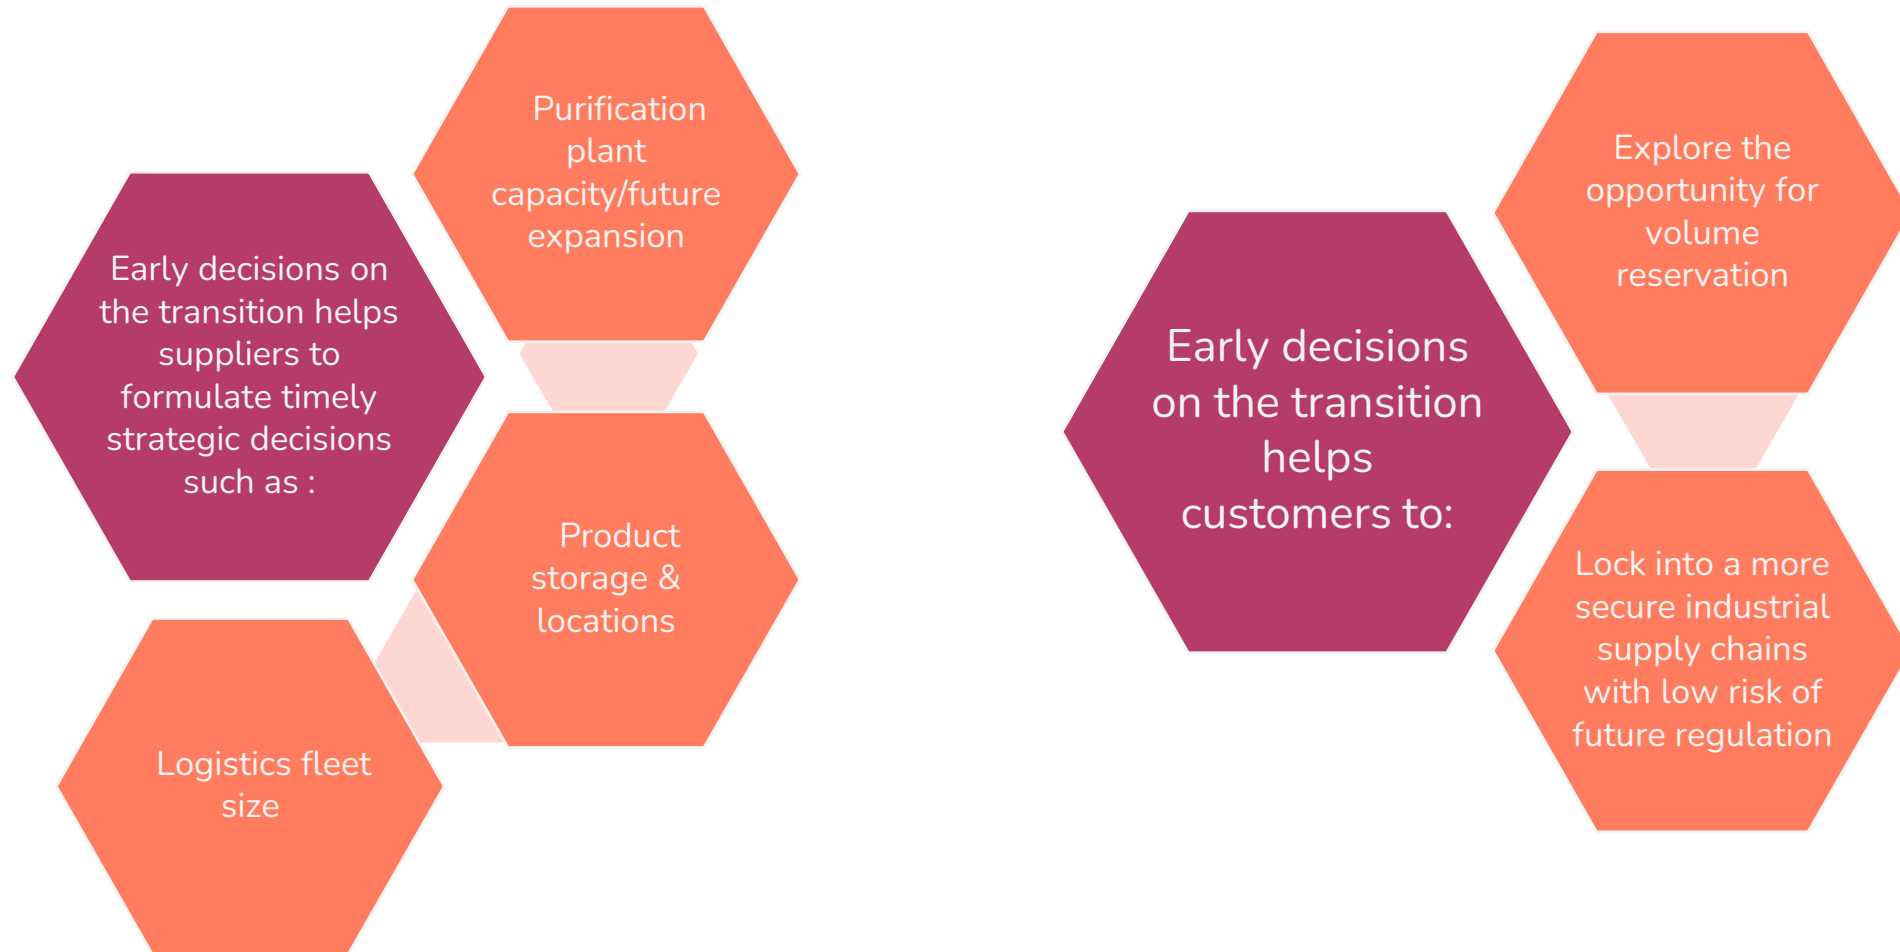 Early decisions on
the transition helps
suppliers to
formulate timely
strategic decisions
such as :
Purification
plant
capacity/future
expansion
Product
storage &
locations
Logistics fleet
size
Early decisions
on the transition
helps
customers to:
Explore the
opportunity for
volume
reservation
Lock into a more
secure industrial
supply chains
with low risk of
future regulation